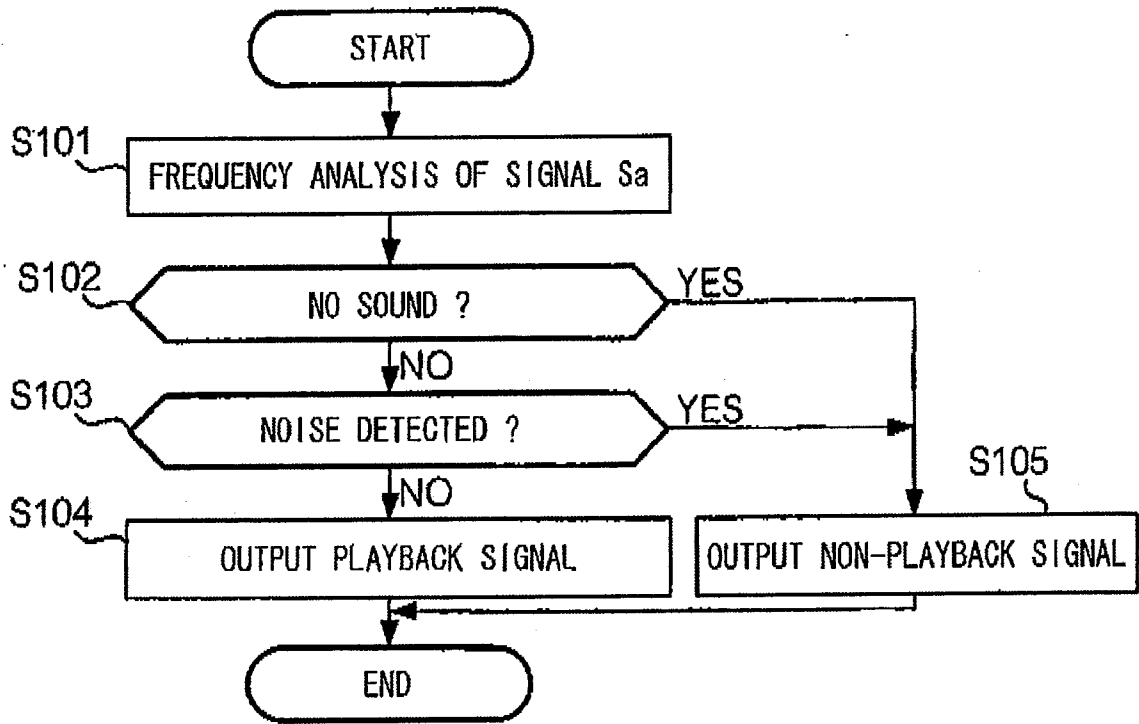 START
S101
FREQUENCY ANALYSIS OF SIGNAL Sa
S102
NO SOUND ?
YES
NO
S103
NOISE DETECTED ?
YES
NO
S104
OUTPUT PLAYBACK SIGNAL
S105
OUTPUT NON-PLAYBACK SIGNAL
END